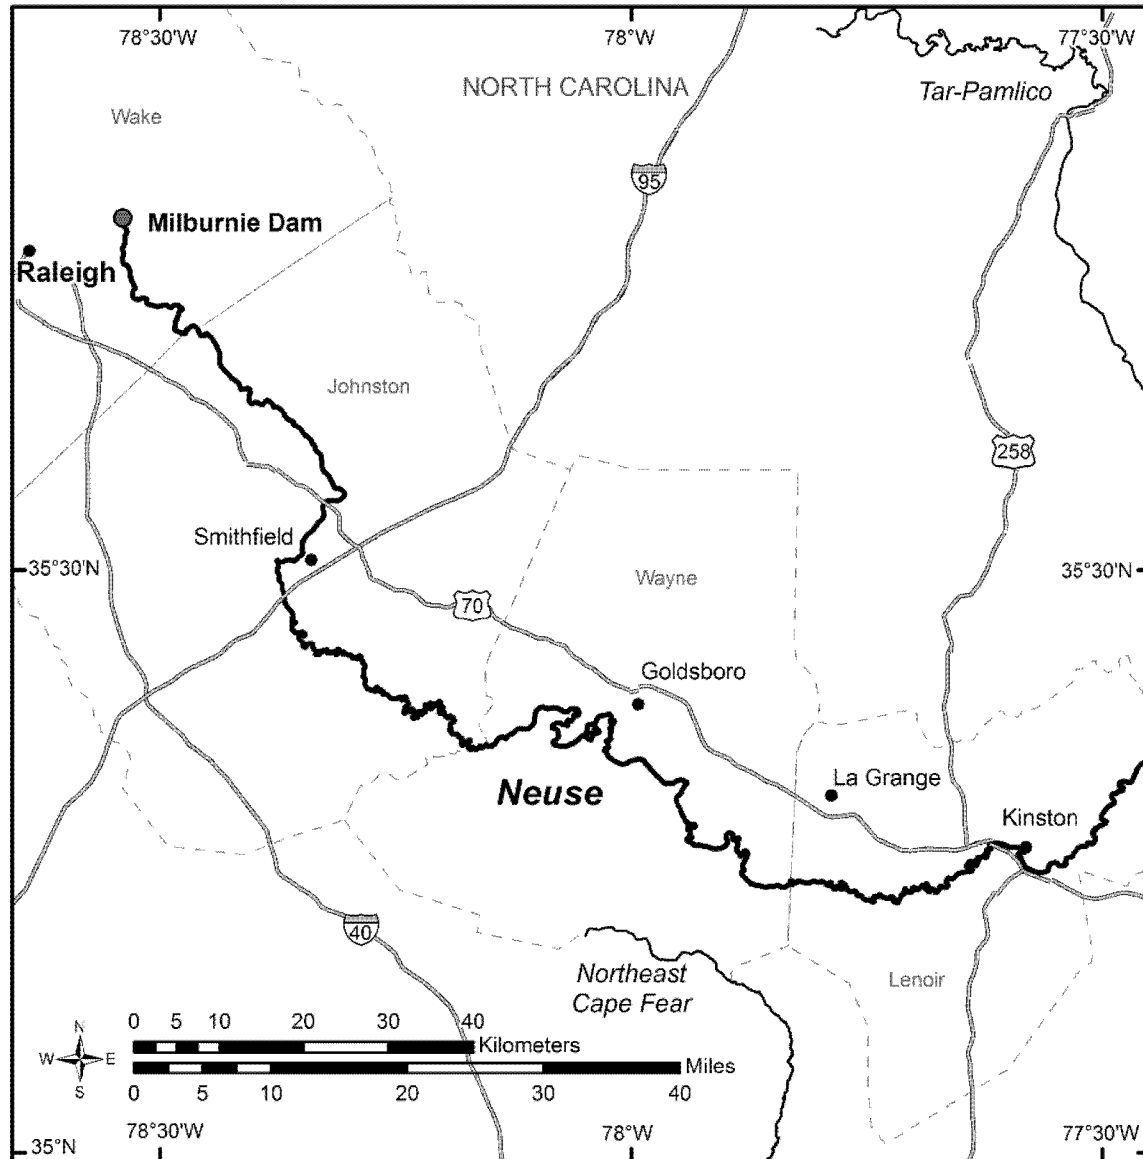 78°30'W 78°W 77°30'W
NORTH CAROLINA
Tar-Pamlico
Wake
95
Milburnie Dam
Raleigh
Johnston
258
Smithfield
35°30'N 35°30'N
Wayne
70
Goldsboro
La Grange
Neuse
Kinston
40
Northeast
Cape Fear
Lenoir
N
W E
S
0 5 10 20 30 40
Kilometers
Miles
0 5 10 20 30 40
78°30'W 78°W 77°30'W
35°N